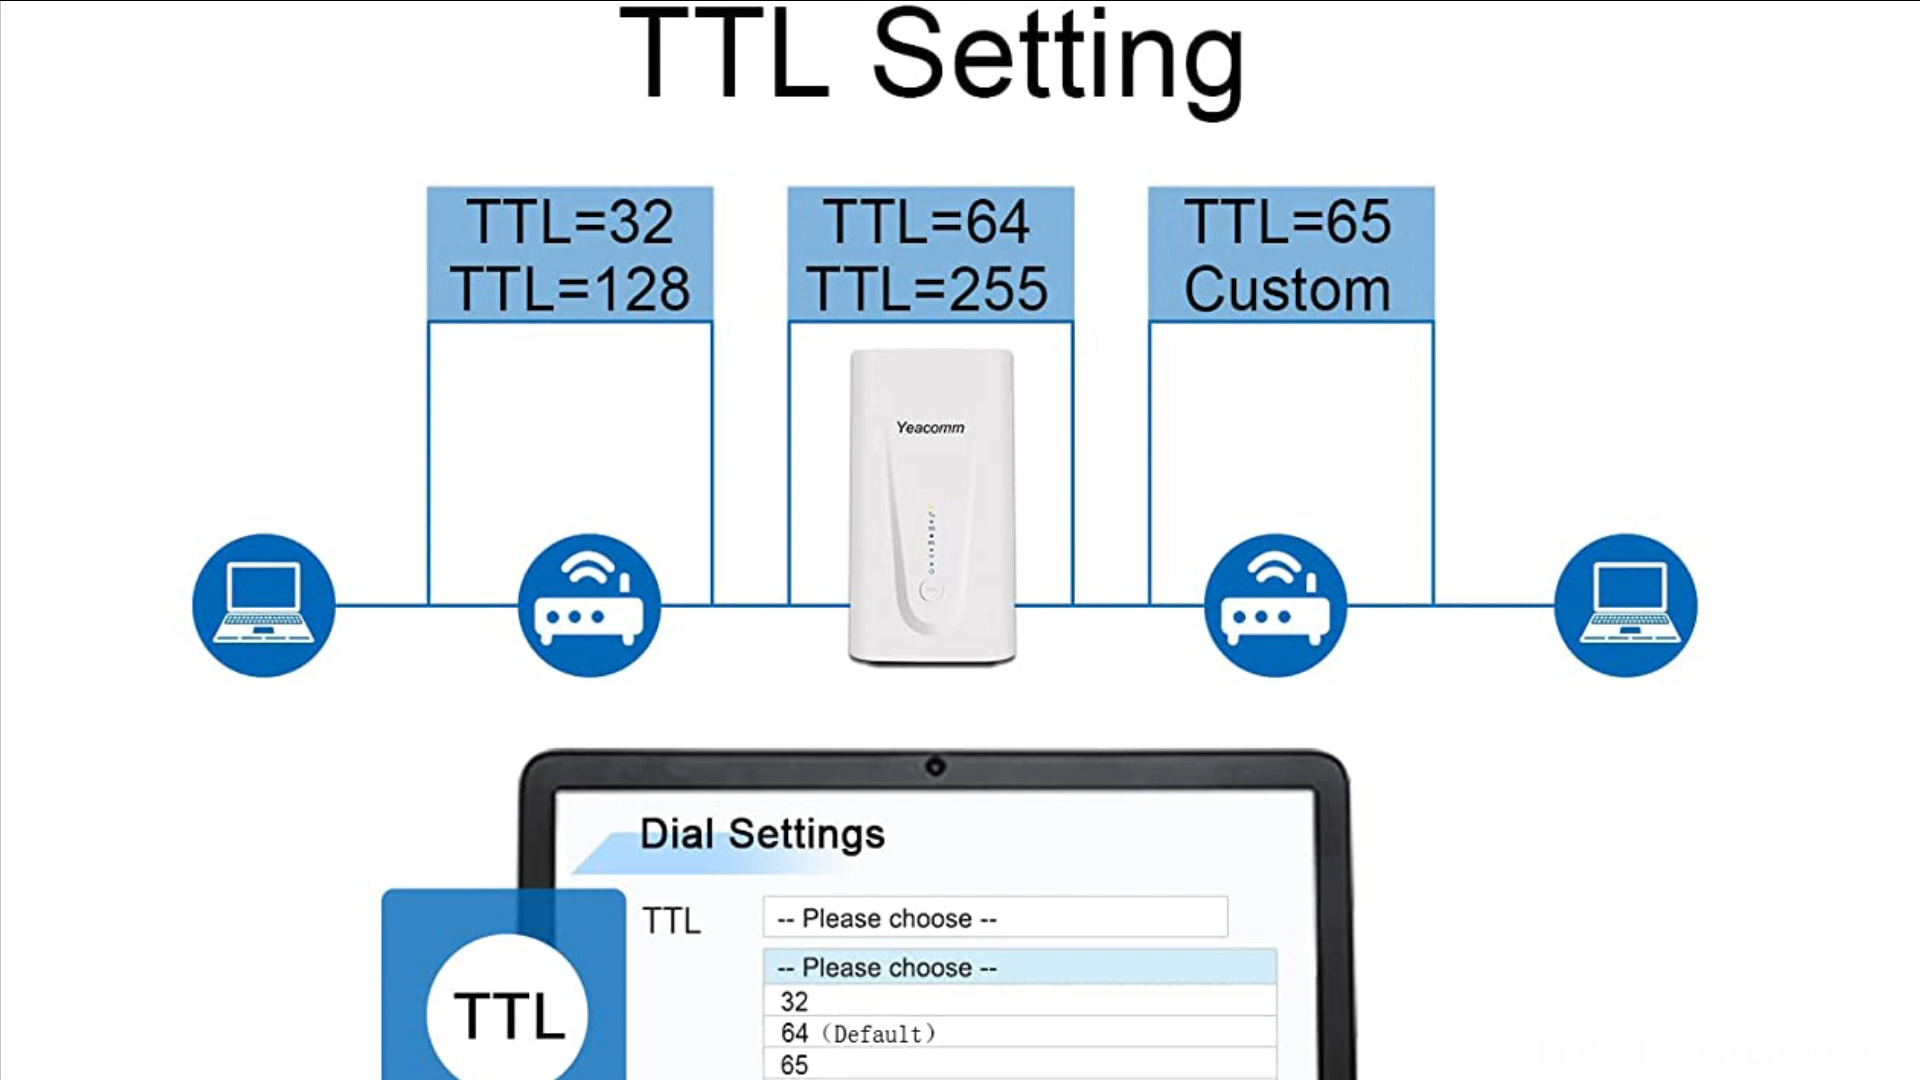 TTL Setting
TTL=32
TTL=128
TTL=64
TTL=255
TTL=65
Custom
Yeacomm
Dial Settings
TTL
-- Please choose --
-- Please choose --
32
64 (Default)
65
TTL